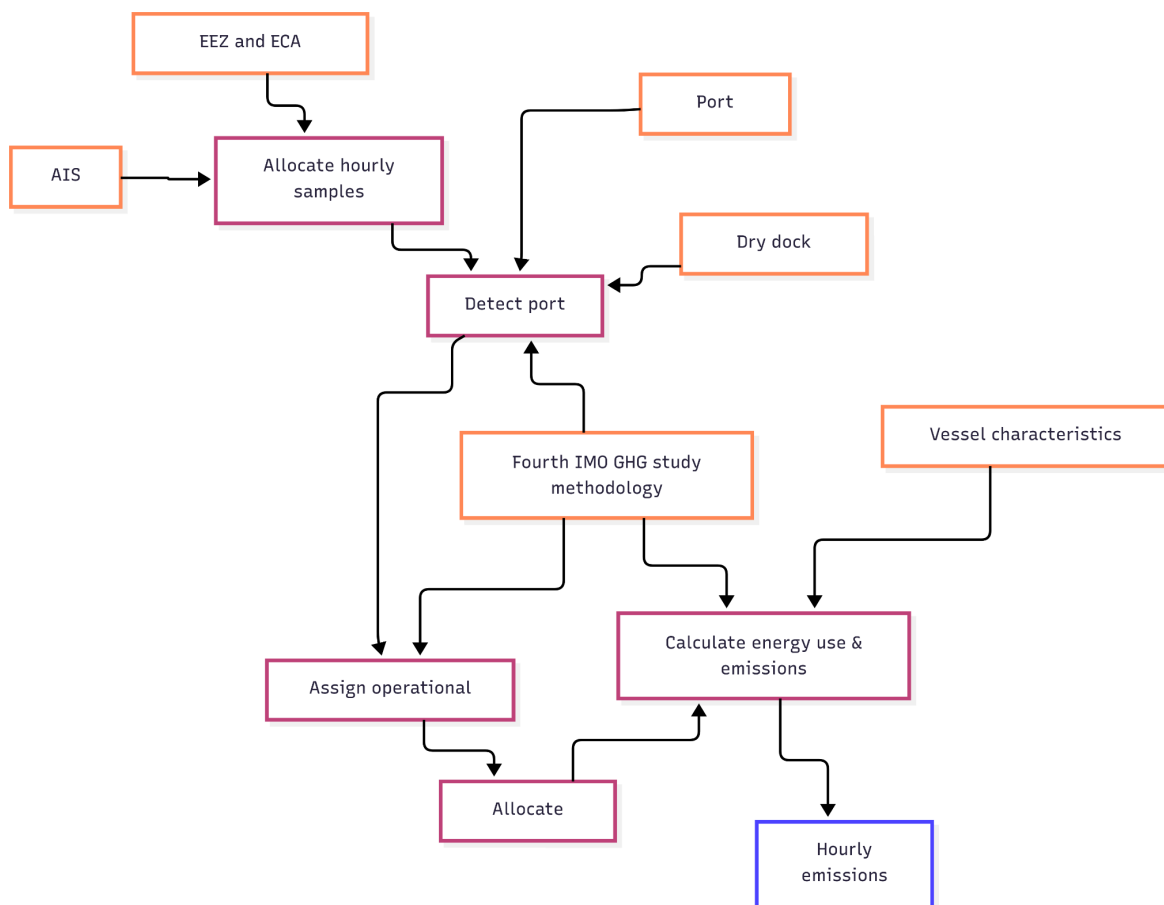 EEZ and ECA
Port
AIS
Allocate hourly
samples
Dry dock
Detect port
Vessel characteristics
Fourth IMO GHG study
methodology
Calculate energy use &
emissions
Assign operational
Allocate
Hourly
emissions